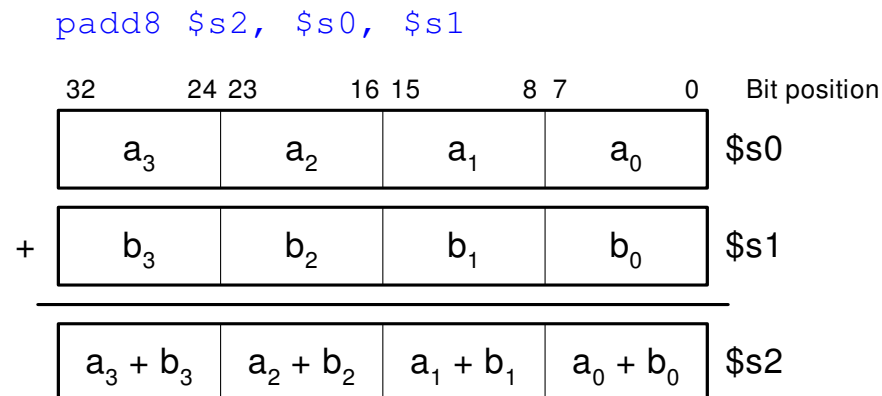 padd8 $s2, $s0, $s1
32 24 23 16 15 8 7 0 Bit position
a3 a2 a1 a0 $s0
+ b3 b2 b1 b0 $s1
a3 + b3 a2 + b2 a1 + b1 a0 + b0 $s2